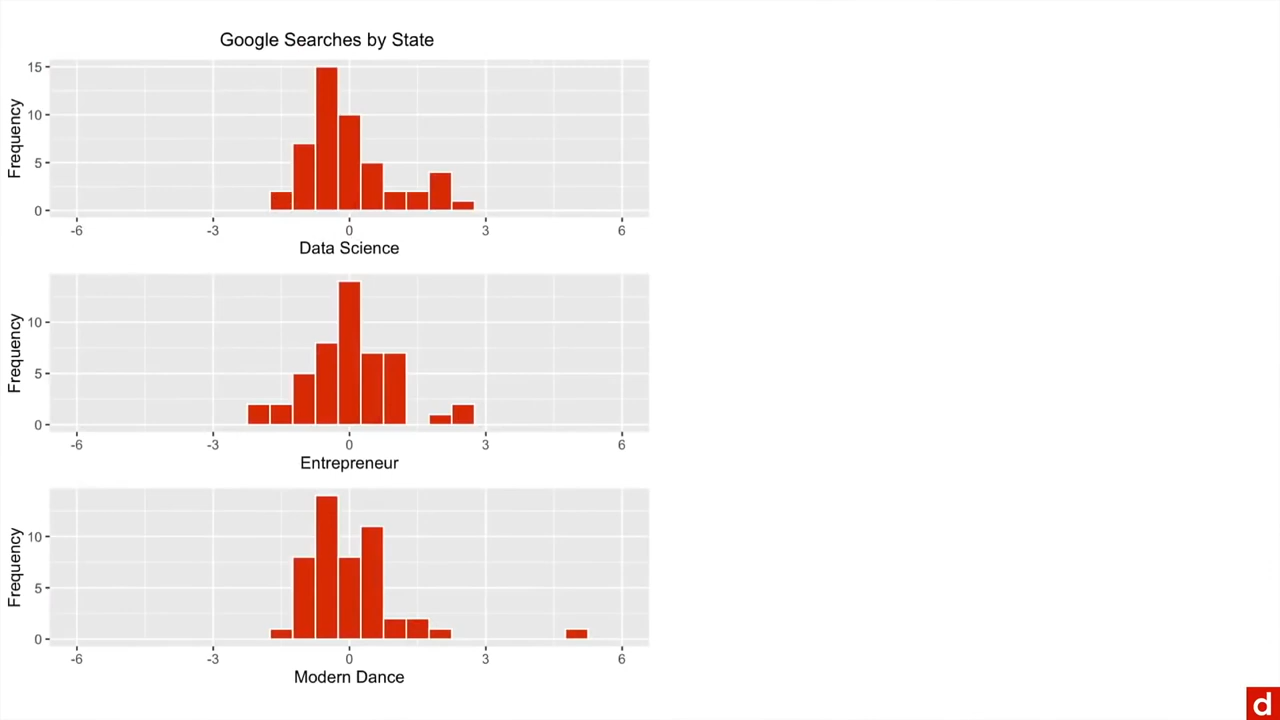 Google Searches by State
Frequency
15
10
5
0
-6 -3 0 3 6
Data Science
Frequency
10
5
0
-6 -3 0 3 6
Entrepreneur
Frequency
10
5
0
-6 -3 0 3 6
Modern Dance
d